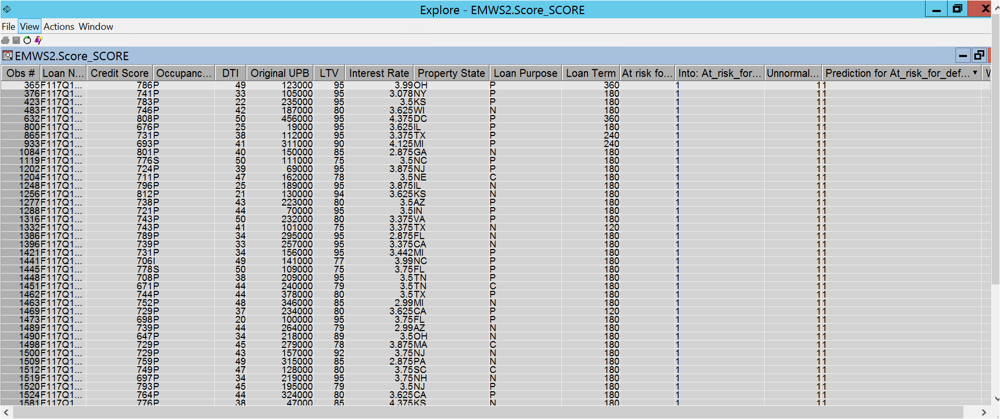 Explore - EMWS2.Score_SCORE
File View Actions Window
EMWS2.Score_SCORE
Obs # Loan N... Credit Score Occupanc... DTI Original UPB LTV Interest Rate Property State Loan Purpose Loan Term At risk fo... Into: At_risk_for... Unnormal... Prediction for At_risk_for_def... ▼
365 F117Q1... 786 P 49 123000 95 3.99 OH P 360 1 1 1
376 F117Q1... 741 P 33 105000 95 3.078 NY P 180 1 1 1
423 F117Q1... 783 P 22 235000 95 3.5 KS P 180 1 1 1
483 F117Q1... 746 P 42 187000 80 3.625 WI N 180 1 1 1
632 F117Q1... 808 P 50 456000 95 4.375 DC P 360 1 1 1
800 F117Q1... 676 P 25 19000 95 3.625 IL P 180 1 1 1
865 F117Q1... 731 P 38 112000 95 3.375 TX P 240 1 1 1
933 F117Q1... 693 P 41 311000 90 4.125 MI P 240 1 1 1
1084 F117Q1... 801 P 40 150000 85 2.875 GA N 180 1 1 1
1119 F117Q1... 776 S 50 111000 75 3.5 NC P 180 1 1 1
1202 F117Q1... 724 P 39 69000 95 3.875 NJ P 180 1 1 1
1204 F117Q1... 711 P 47 162000 78 3.5 NE C 180 1 1 1
1248 F117Q1... 796 P 25 189000 95 3.875 IL N 180 1 1 1
1256 F117Q1... 812 P 21 130000 94 3.625 KS N 180 1 1 1
1277 F117Q1... 738 P 43 223000 80 3.5 AZ P 180 1 1 1
1288 F117Q1... 721 P 44 70000 95 3.5 IN P 180 1 1 1
1316 F117Q1... 743 P 50 232000 80 3.375 VA P 180 1 1 1
1332 F117Q1... 743 P 41 101000 75 3.375 TX N 120 1 1 1
1386 F117Q1... 789 P 34 295000 95 2.875 FL N 180 1 1 1
1396 F117Q1... 739 P 33 257000 95 3.375 CA N 180 1 1 1
1421 F117Q1... 731 P 34 156000 95 3.442 MI P 180 1 1 1
1441 F117Q1... 706 I 49 141000 77 3.99 NC P 180 1 1 1
1445 F117Q1... 778 S 50 109000 75 3.75 FL P 180 1 1 1
1448 F117Q1... 708 P 38 209000 95 3.5 TN P 180 1 1 1
1451 F117Q1... 671 P 44 240000 79 3.5 TN C 180 1 1 1
1462 F117Q1... 744 P 44 378000 80 3.5 TX P 180 1 1 1
1463 F117Q1... 752 P 48 346000 85 2.99 MI N 180 1 1 1
1469 F117Q1... 729 P 37 234000 80 3.625 CA P 120 1 1 1
1473 F117Q1... 698 P 20 100000 95 3.75 FL P 180 1 1 1
1489 F117Q1... 739 P 44 264000 79 2.99 AZ N 180 1 1 1
1490 F117Q1... 647 P 34 218000 89 3.5 OH N 180 1 1 1
1498 F117Q1... 729 P 45 279000 78 3.875 MA C 180 1 1 1
1500 F117Q1... 729 P 43 157000 92 3.75 NJ N 180 1 1 1
1509 F117Q1... 759 P 49 315000 85 2.875 PA N 180 1 1 1
1512 F117Q1... 749 P 47 128000 80 3.75 SC C 180 1 1 1
1519 F117Q1... 697 P 34 219000 95 3.75 NH N 180 1 1 1
1520 F117Q1... 793 P 45 195000 79 3.5 NJ P 180 1 1 1
1524 F117Q1... 764 P 44 324000 80 3.625 CA P 180 1 1 1
1581 F117Q1... 776 P 38 47000 85 4.375 KS N 180 1 1 1